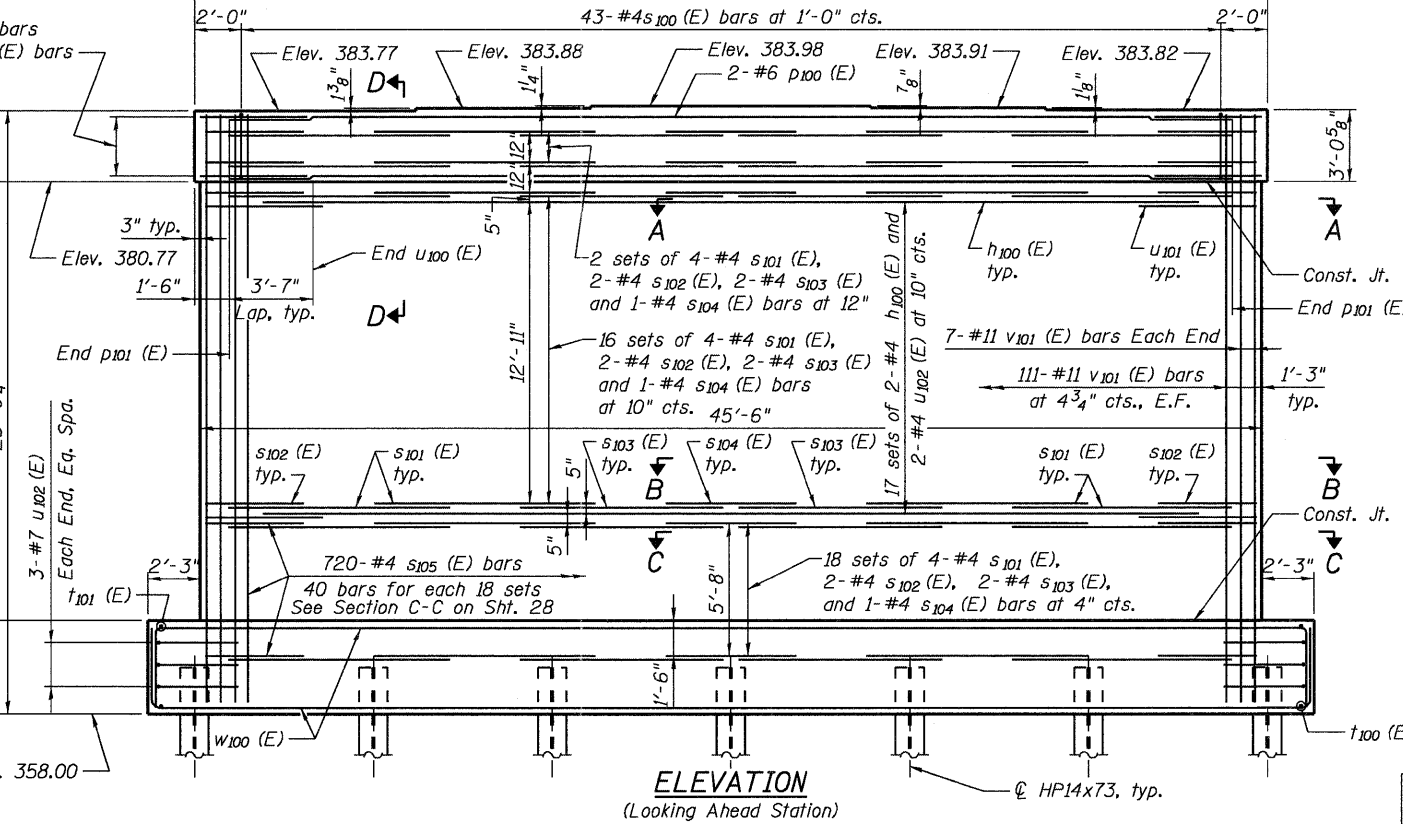 bars
(E) bars
2'-0"
43-#4s100 (E) bars at 1'-0" cts.
2'-0"
Elev. 383.77
Elev. 383.88
Elev. 383.98
Elev. 383.91
Elev. 383.82
D
1 3/8"
1 1/4"
2-#6 p100 (E)
7/8"
1 1/8"
3'-0 5/8"
12"
12"
12"
5"
3" typ.
Elev. 380.77
A
A
End u100 (E)
1'-6"
3'-7"
Lap, typ.
2 sets of 4-#4 s101 (E),
2-#4 s102 (E), 2-#4 s103 (E)
and 1-#4 s104 (E) bars at 12"
h100 (E)
typ.
u101 (E)
typ.
Const. Jt.
D
End p101 (E
End p101 (E)
12'-11"
16 sets of 4-#4 s101 (E),
2-#4 s102 (E), 2-#4 s103 (E)
and 1-#4 s104 (E) bars
at 10" cts.
17 sets of 2-#4 h100 (E) and
2-#4 u102 (E) at 10" cts.
7-#11 v101 (E) bars Each End
111-#11 v101 (E) bars
at 4 3/4" cts., E.F.
1'-3"
typ.
45'-6"
3-#7 u102 (E)
Each End, Eq. Spa.
s102 (E)
typ.
s101 (E)
typ.
5"
s103 (E)
typ.
s104 (E)
typ.
s103 (E)
typ.
s101 (E)
typ.
s102 (E)
typ.
B
B
5"
Const. Jt.
C
C
2'-3"
t101 (E)
720-#4 s105 (E) bars
40 bars for each 18 sets
See Section C-C on Sht. 28
5'-8"
18 sets of 4-#4 s101 (E),
2-#4 s102 (E), 2-#4 s103 (E),
and 1-#4 s104 (E) bars at 4" cts.
2'-3"
1'-6"
w100 (E)
t100 (E
. 358.00
ELEVATION
(Looking Ahead Station)
℄ HP14x73, typ.